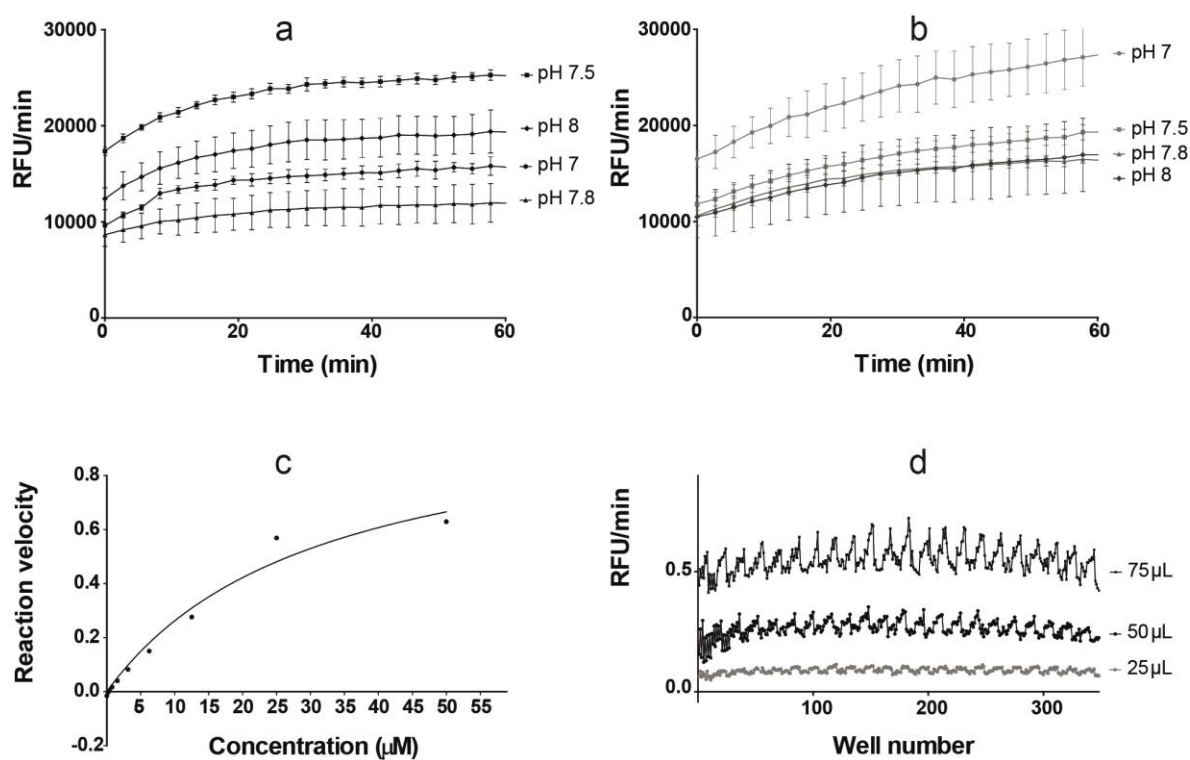 a
RFU/min
30000
20000
10000
0
0
20
40
60
Time (min)
pH 7.5
pH 8
pH 7
pH 7.8
b
RFU/min
30000
20000
10000
0
0
20
40
60
Time (min)
pH 7
pH 7.5
pH 7.8
pH 8
c
Reaction velocity
0.8
0.6
0.4
0.2
0.0
-0.2
5
10
15
20
25
30
35
40
45
50
55
Concentration (µM)
d
RFU/min
0.5
0.0
100
200
300
Well number
75µL
50µL
25µL